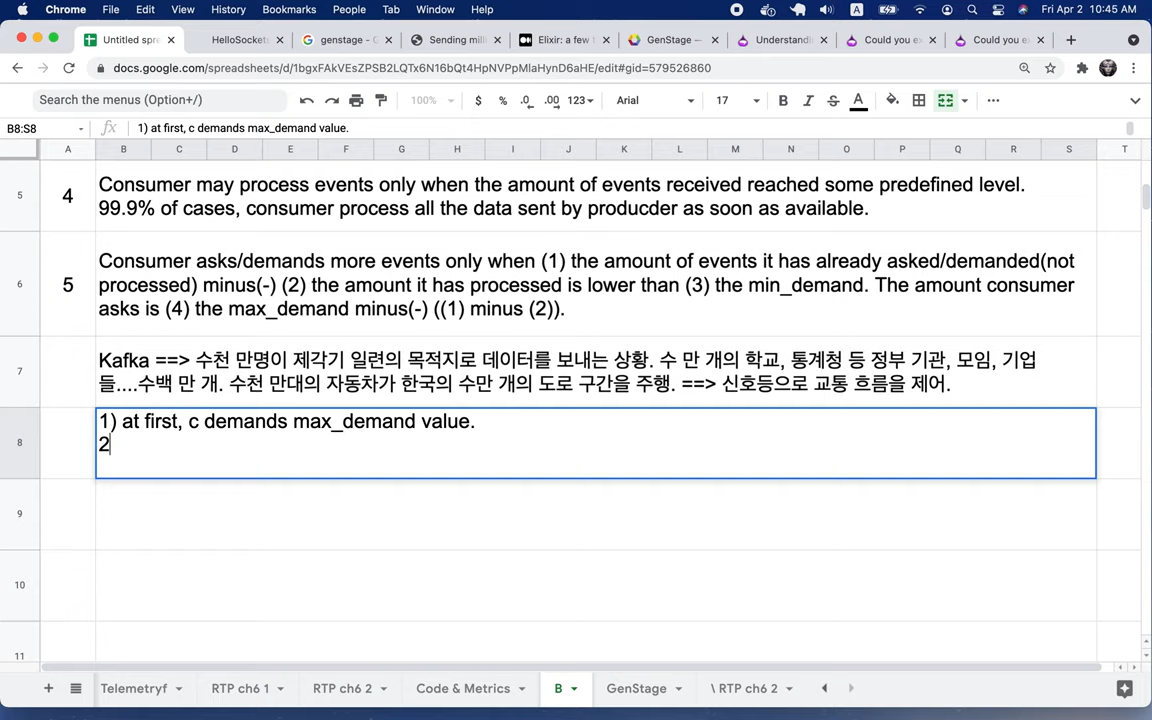 Chrome File Edit View History Bookmarks People Tab Window Help Fri Apr 2 10:45 AM
Untitled spre HelloSocket genstage - G Sending mill Elixir: a few GenStage — Understandi Could you e Could you e
docs.google.com/spreadsheets/d/1bgxFAkVEsZPSB2LQTx6N16bQt4HpNVPpMlaHynD6aHE/edit#gid=579526860
Search the menus (Option+/) 100% $ % .0 .00 123 Arial 17 B I S A
B8:S8 fx 1) at first, c demands max_demand value.
A B C D E F G H I J K L M N O P Q R S T
5 4 Consumer may process events only when the amount of events received reached some predefined level.
99.9% of cases, consumer process all the data sent by producder as soon as available.
Consumer asks/demands more events only when (1) the amount of events it has already asked/demanded(not
6 5 processed) minus(-) (2) the amount it has processed is lower than (3) the min_demand. The amount consumer
asks is (4) the max_demand minus(-) ((1) minus (2)).
7 Kafka ==> 수천 만명이 제각기 일련의 목적지로 데이터를 보내는 상황. 수 만 개의 학교, 통계청 등 정부 기관, 모임, 기업
들....수백 만 개. 수천 만대의 자동차가 한국의 수만 개의 도로 구간을 주행. ==> 신호등으로 교통 흐름을 제어.
8 1) at first, c demands max_demand value.
2
9
10
11
Telemetryf RTP ch6 1 RTP ch6 2 Code & Metrics B GenStage \ RTP ch6 2